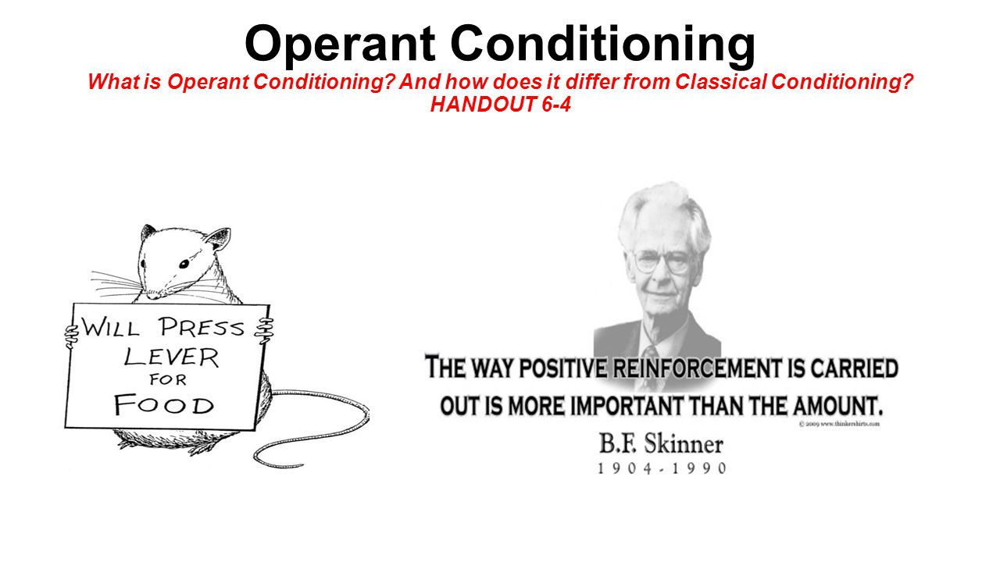 Operant Conditioning
What is Operant Conditioning? And how does it differ from Classical Conditioning?
HANDOUT 6-4
WILL PRESS
LEVER
FOR
FOOD
THE WAY POSITIVE REINFORCEMENT IS CARRIED
OUT IS MORE IMPORTANT THAN THE AMOUNT.
© 2009 www.thinkershirts.com
B.F. Skinner
1904-1990